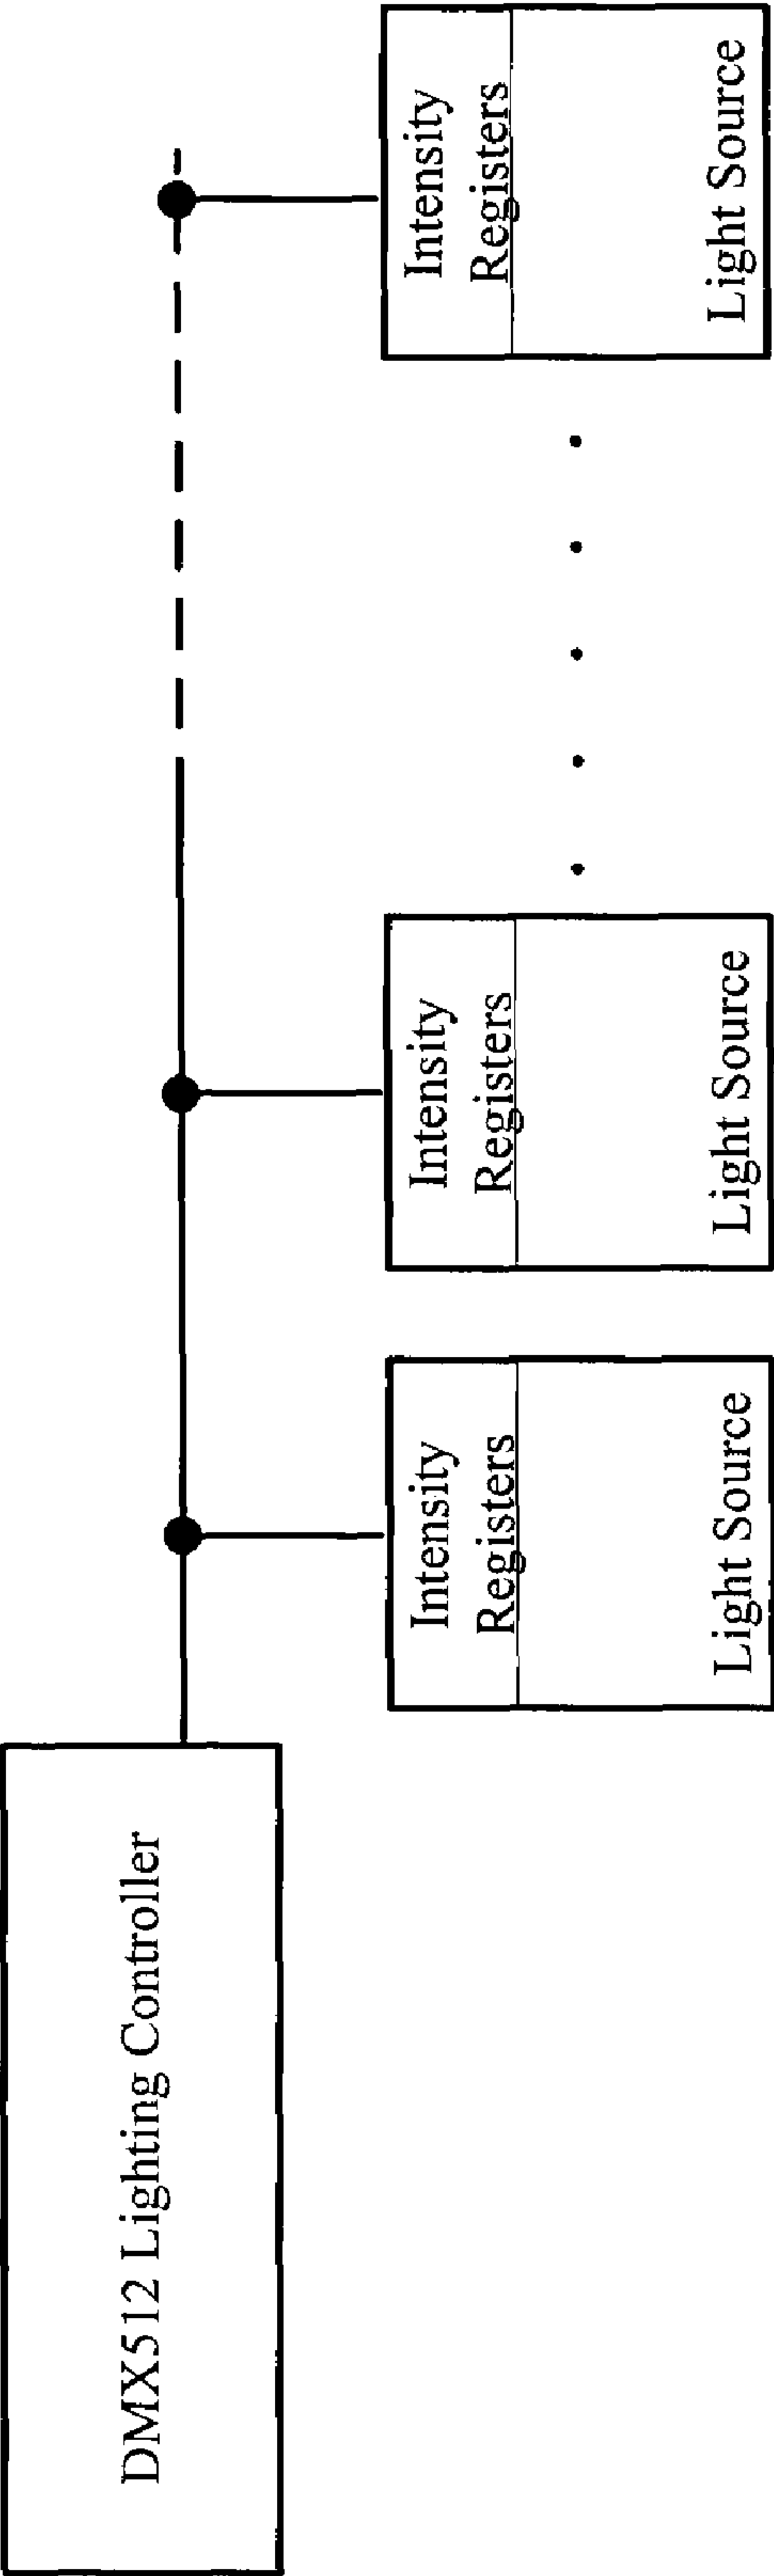 DMX512 Lighting Controller
Intensity
Registers
Light Source
Intensity
Registers
Light Source
Intensity
Registers
Light Source